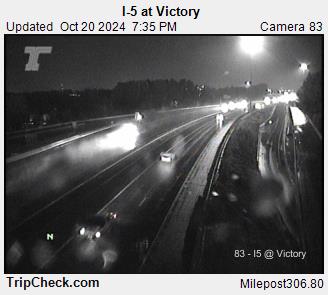 I-5 at Victory
Updated Oct 20 2024 7:35 PM Camera 83
T
N
83 - I5 @ Victory
TripCheck.com Milepost306.80